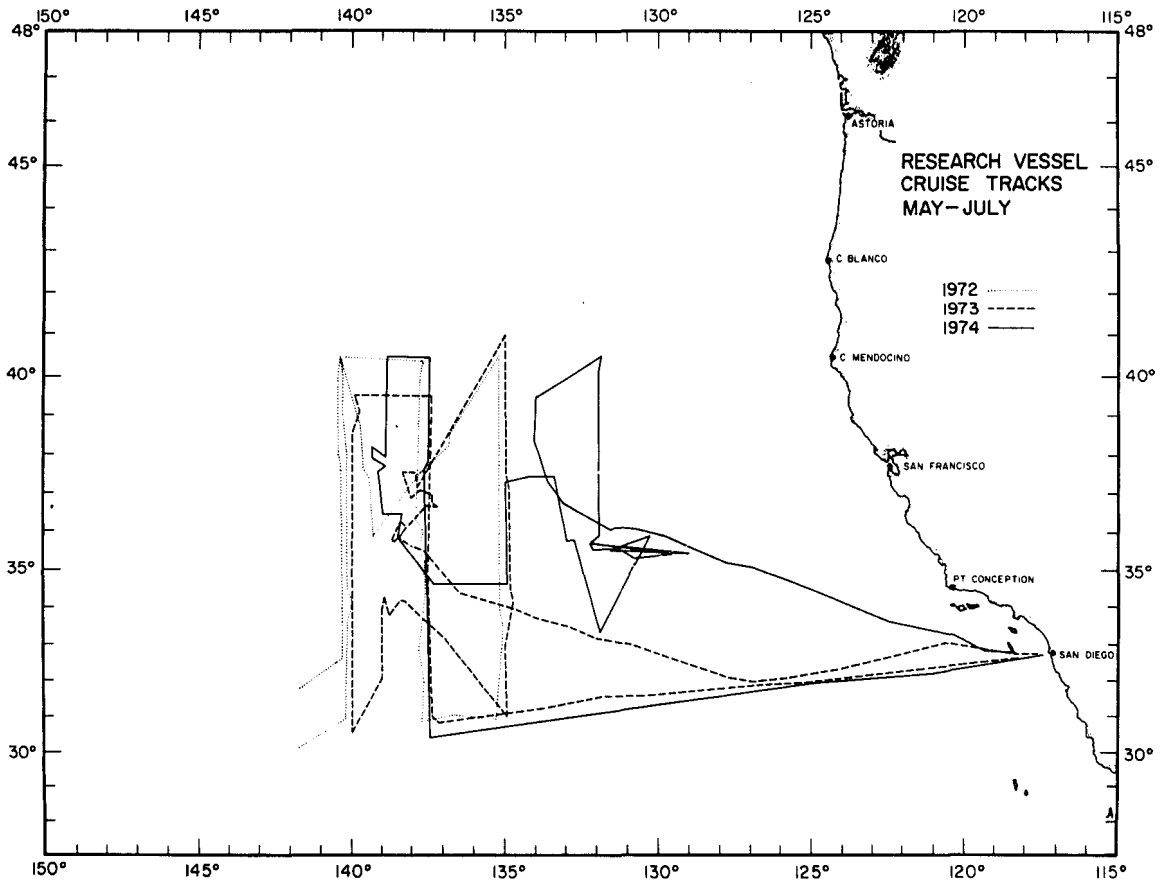 150° 145° 140° 135° 130° 125° 120° 115°
48° 48°
ASTORIA
45° 45°
RESEARCH VESSEL
CRUISE TRACKS
MAY-JULY
C BLANCO
1972
1973
1974
C MENDOCINO
40° 40°
SAN FRANCISCO
35° 35°
PT CONCEPTION
SAN DIEGO
30° 30°
150° 145° 140° 135° 130° 125° 120° 115°